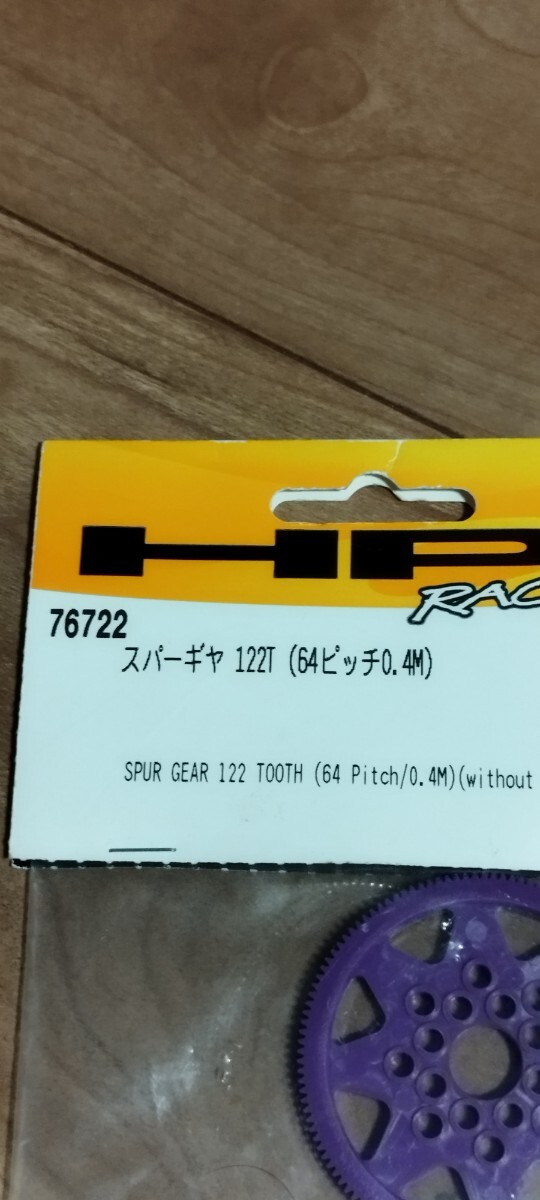 HP
RAC
76722
スパーギヤ 122T (64ピッチ0.4M)
SPUR GEAR 122 TOOTH (64 Pitch/0.4M)(without